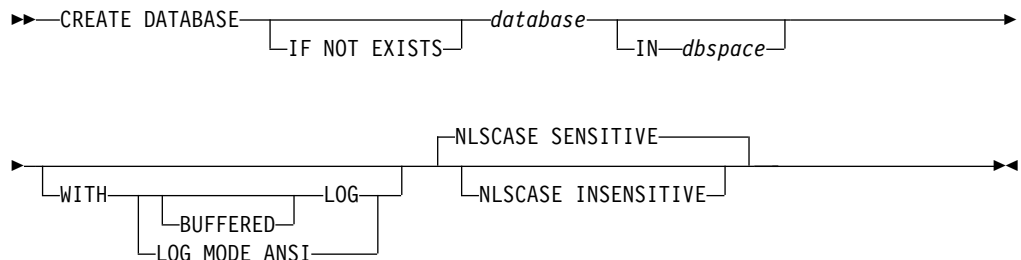 CREATE DATABASE database
IF NOT EXISTS IN dbspace
NLSCASE SENSITIVE
WITH LOG NLSCASE INSENSITIVE
BUFFERED
LOG MODE ANSI